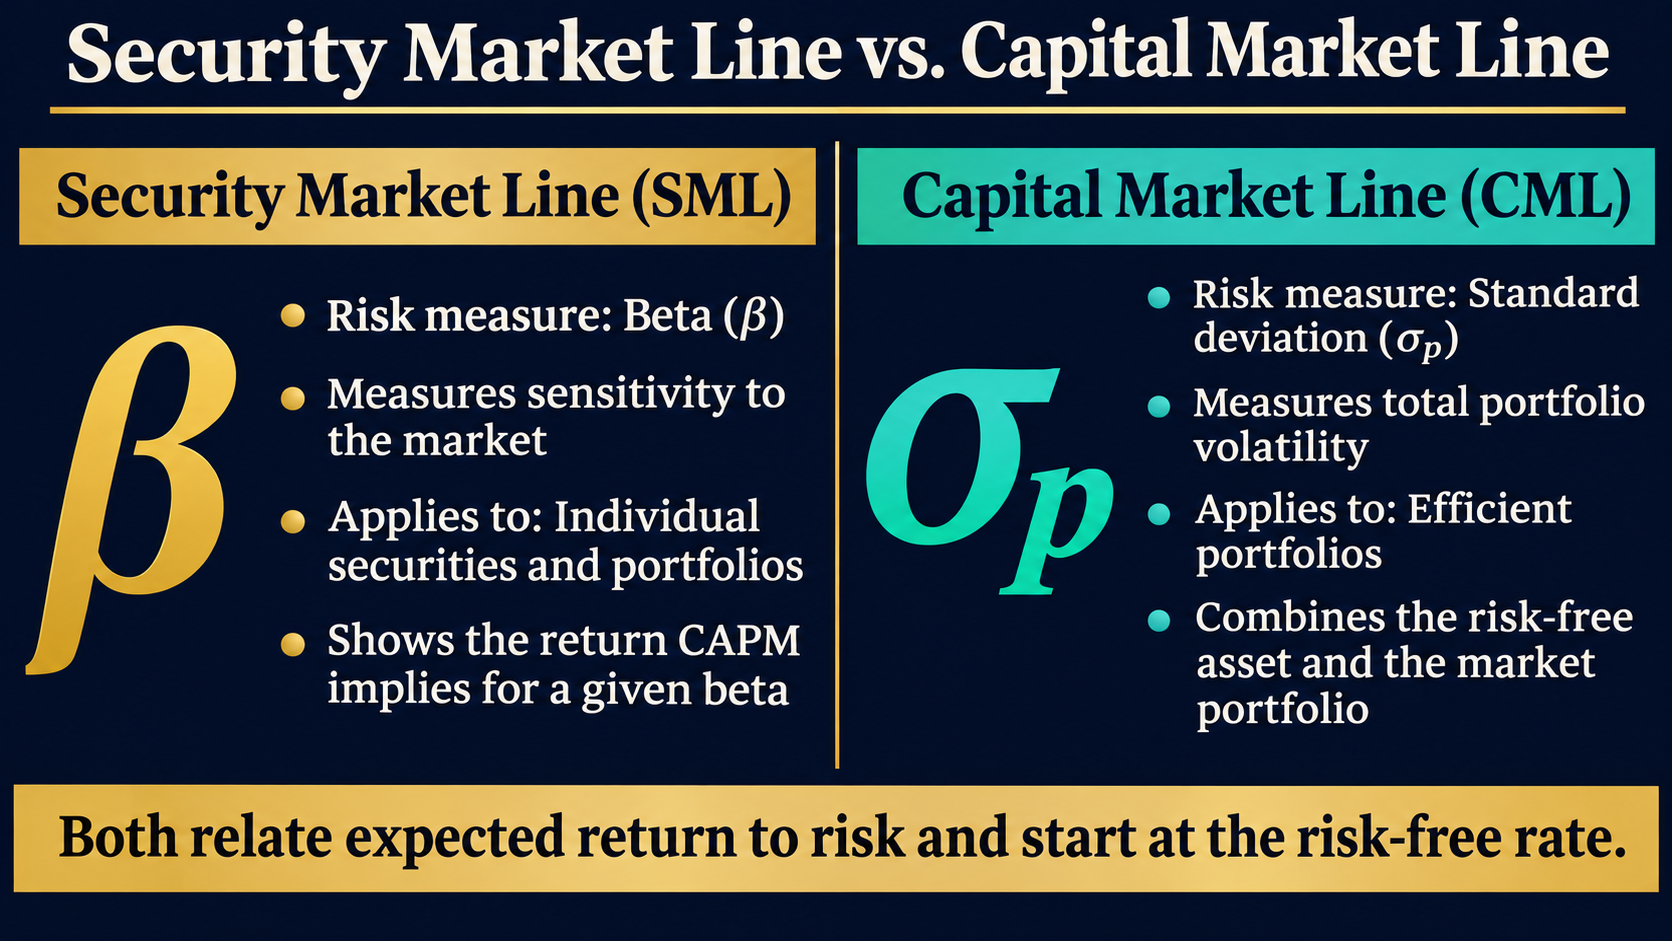 Security Market Line vs. Capital Market Line
Security Market Line (SML)
β
Risk measure: Beta (β)
Measures sensitivity to
the market
Applies to: Individual
securities and portfolios
Shows the return CAPM
implies for a given beta
Capital Market Line (CML)
σp
Risk measure: Standard
deviation (σp)
Measures total portfolio
volatility
Applies to: Efficient
portfolios
Combines the risk-free
asset and the market
portfolio
Both relate expected return to risk and start at the risk-free rate.